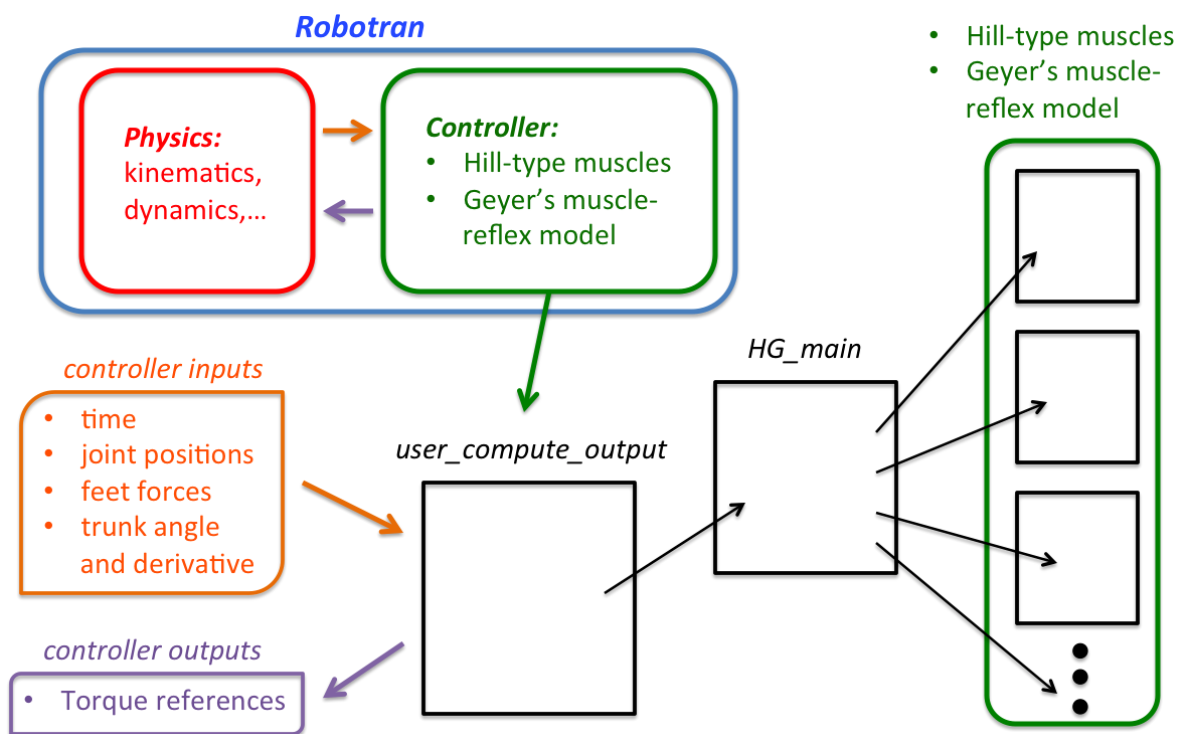 Robotran
Physics:
kinematics,
dynamics,...
Controller:
• Hill-type muscles
• Geyer's muscle-
reflex model
• Hill-type muscles
• Geyer's muscle-
reflex model
controller inputs
• time
• joint positions
• feet forces
• trunk angle
and derivative
user_compute_output
HG_main
controller outputs
• Torque references